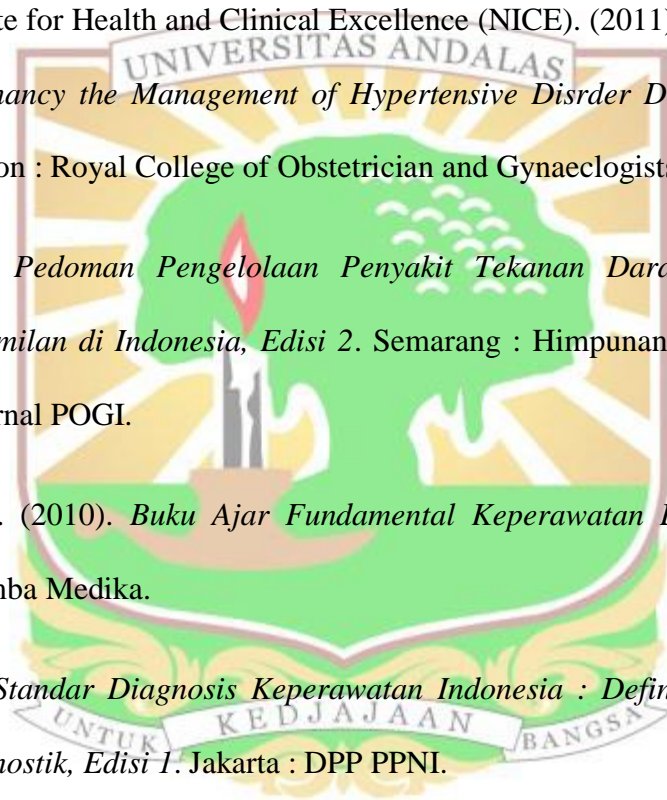 te for Health and Clinical Excellence (NICE). (2011)
UNIVERSITAS ANDALAS
nancy the Management of Hypertensive Disrder D
on : Royal College of Obstetrician and Gynaeclogists
Pedoman Pengelolaan Penyakit Tekanan Dara
milan di Indonesia, Edisi 2. Semarang : Himpunan
rnal POGI.
. (2010). Buku Ajar Fundamental Keperawatan
mba Medika.
Standar Diagnosis Keperawatan Indonesia : Defin
UNTUK KEDJAJAAN BANGSA
nostik, Edisi 1. Jakarta : DPP PPNI.